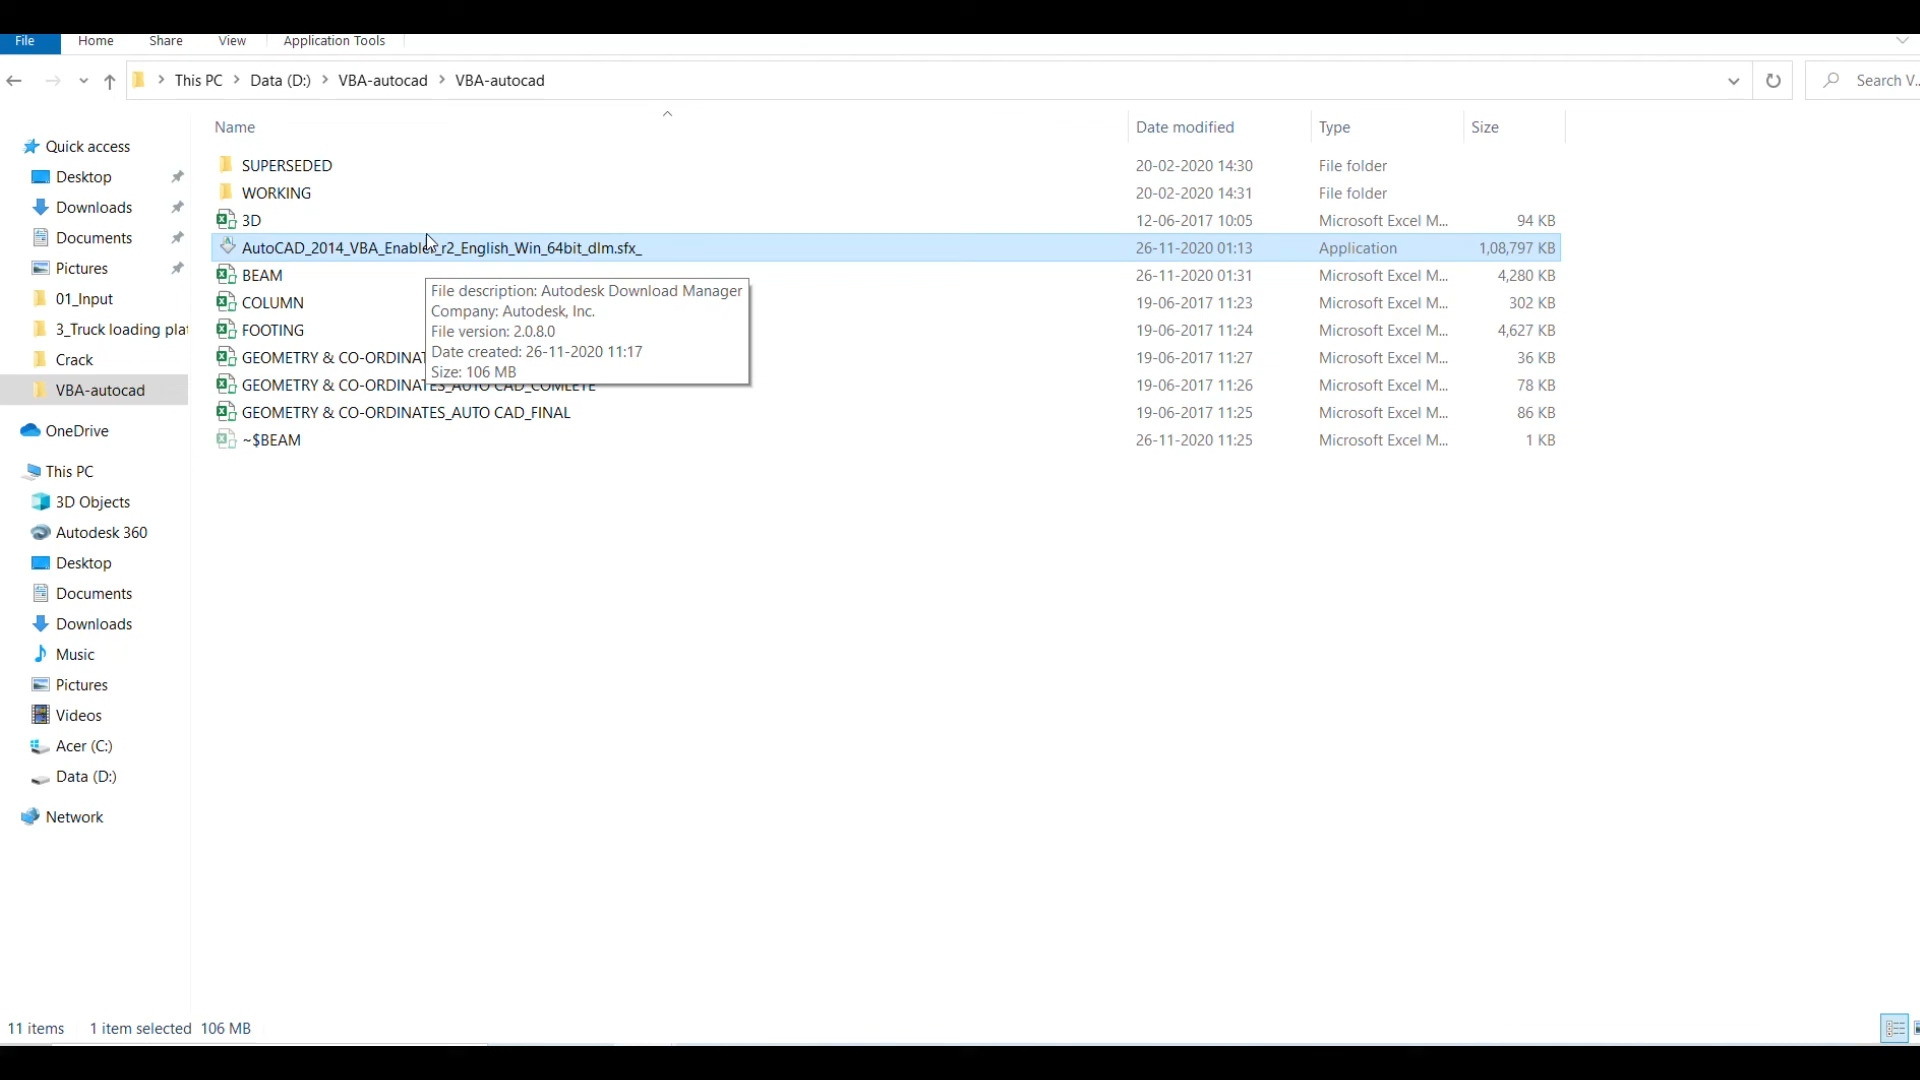 File Home Share View Application Tools
This PC > Data (D:) > VBA-autocad > VBA-autocad Search V...
Name Date modified Type Size
Quick access
Desktop
Downloads
Documents
Pictures
01_Input
3_Truck loading plat
Crack
VBA-autocad
OneDrive
This PC
3D Objects
Autodesk 360
Desktop
Documents
Downloads
Music
Pictures
Videos
Acer (C:)
Data (D:)
Network
SUPERSEDED 20-02-2020 14:30 File folder
WORKING 20-02-2020 14:31 File folder
3D 12-06-2017 10:05 Microsoft Excel M... 94 KB
AutoCAD_2014_VBA_Enabler_r2_English_Win_64bit_dlm.sfx_ 26-11-2020 01:13 Application 1,08,797 KB
BEAM 26-11-2020 01:31 Microsoft Excel M... 4,280 KB
COLUMN 19-06-2017 11:23 Microsoft Excel M... 302 KB
FOOTING 19-06-2017 11:24 Microsoft Excel M... 4,627 KB
GEOMETRY & CO-ORDINAT 19-06-2017 11:27 Microsoft Excel M... 36 KB
GEOMETRY & CO-ORDINATES_AUTO CAD_COMLETE 19-06-2017 11:26 Microsoft Excel M... 78 KB
GEOMETRY & CO-ORDINATES_AUTO CAD_FINAL 19-06-2017 11:25 Microsoft Excel M... 86 KB
~$BEAM 26-11-2020 11:25 Microsoft Excel M... 1 KB
File description: Autodesk Download Manager
Company: Autodesk, Inc.
File version: 2.0.8.0
Date created: 26-11-2020 11:17
Size: 106 MB
11 items 1 item selected 106 MB